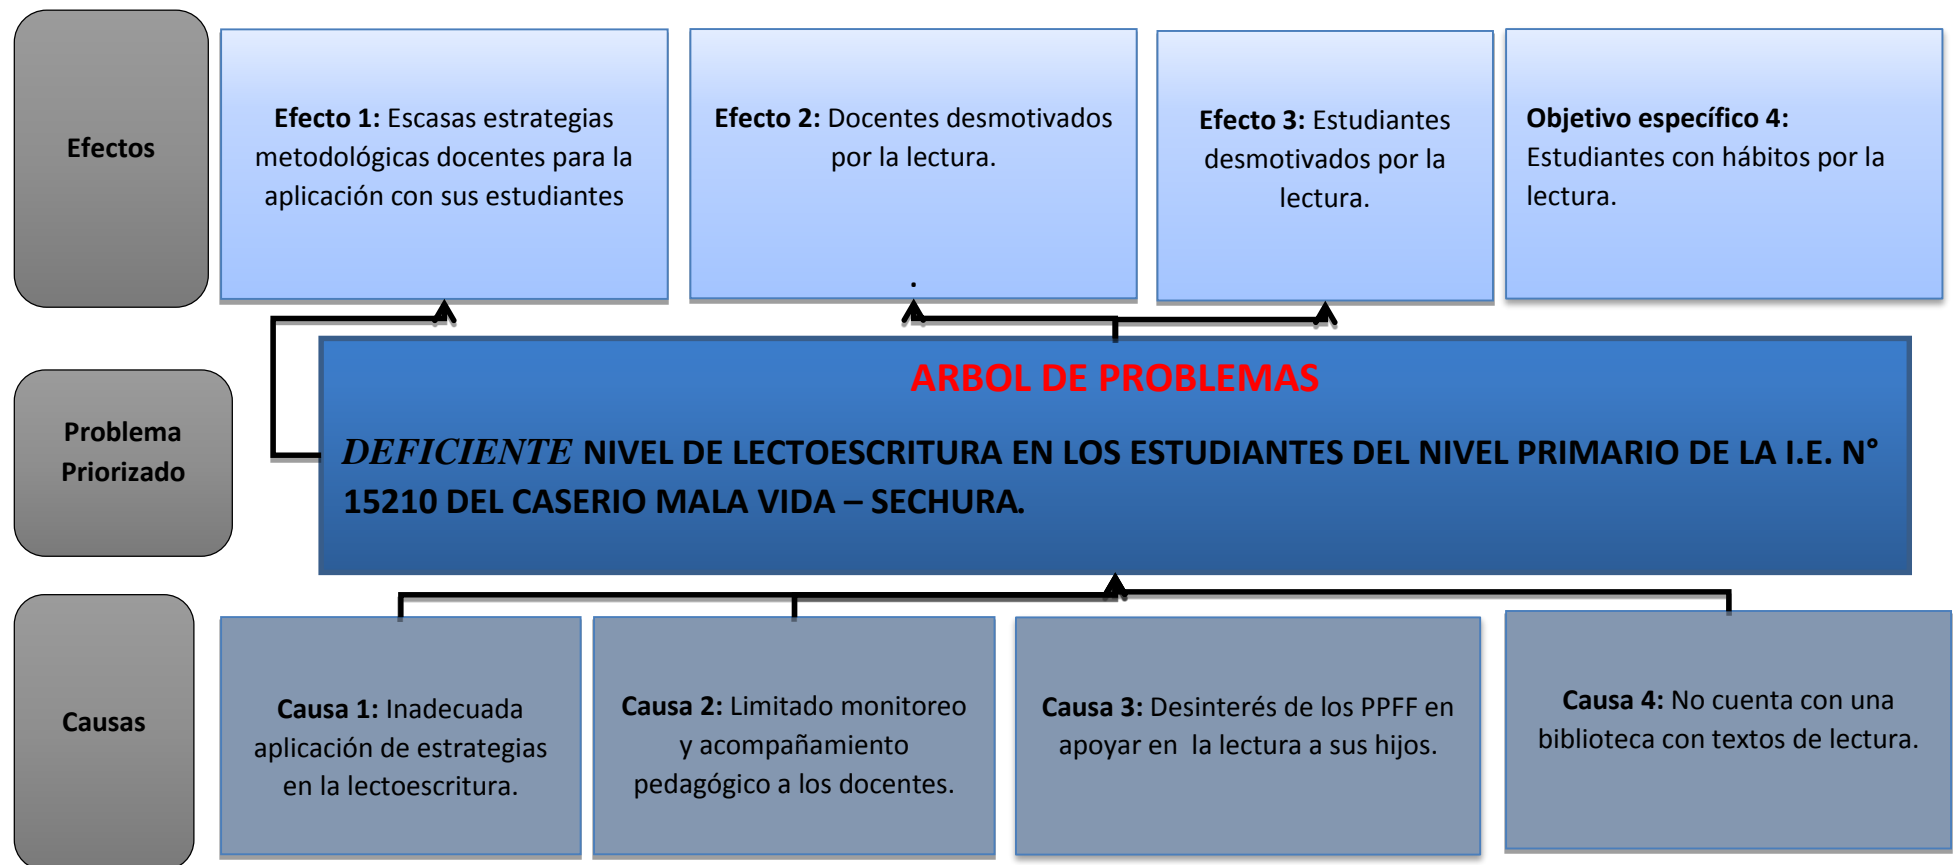 Efectos
Efecto 1: Escasas estrategias
metodológicas docentes para la
aplicación con sus estudiantes
Efecto 2: Docentes desmotivados
por la lectura.
.
Efecto 3: Estudiantes
desmotivados por la
lectura.
Objetivo específico 4:
Estudiantes con hábitos por la
lectura.
Problema
Priorizado
ARBOL DE PROBLEMAS
DEFICIENTE NIVEL DE LECTOESCRITURA EN LOS ESTUDIANTES DEL NIVEL PRIMARIO DE LA I.E. N°
15210 DEL CASERIO MALA VIDA – SECHURA.
Causas
Causa 1: Inadecuada
aplicación de estrategias
en la lectoescritura.
Causa 2: Limitado monitoreo
y acompañamiento
pedagógico a los docentes.
Causa 3: Desinterés de los PPFF en
apoyar en  la lectura a sus hijos.
Causa 4: No cuenta con una
biblioteca con textos de lectura.